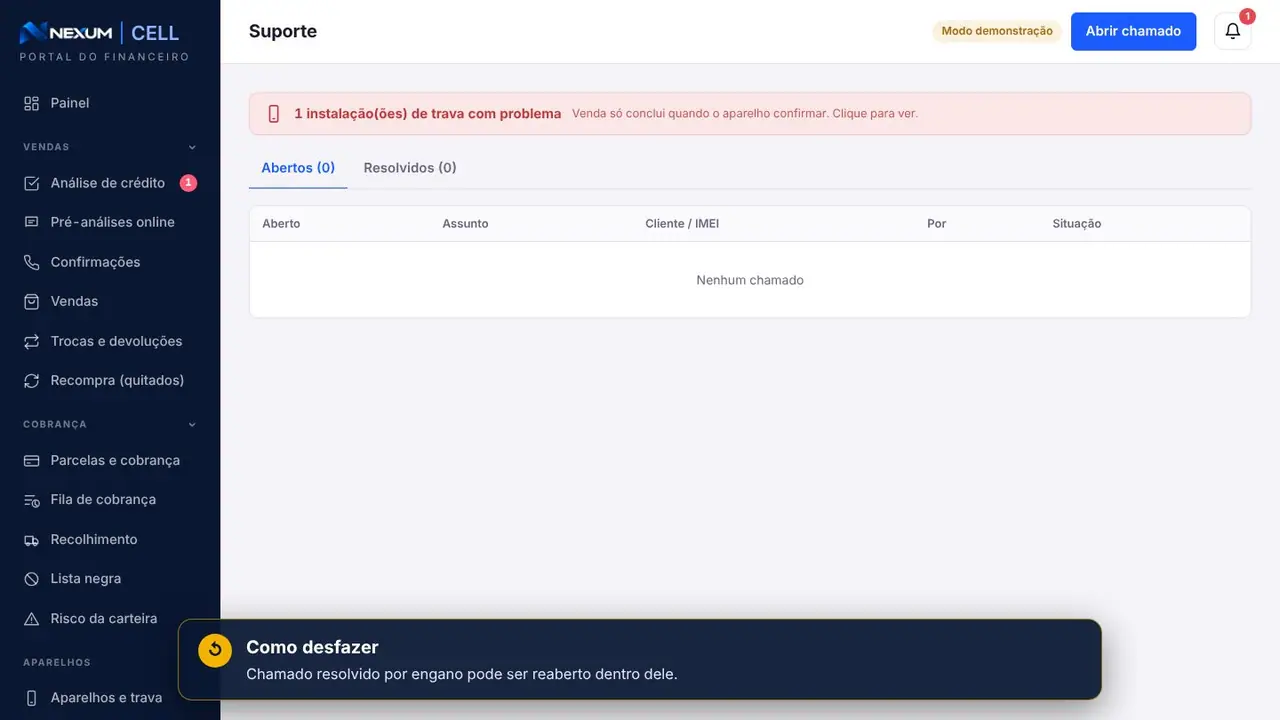 NEXUM | CELL
PORTAL DO FINANCEIRO
Painel
VENDAS
Análise de crédito 1
Pré-análises online
Confirmações
Vendas
Trocas e devoluções
Recompra (quitados)
COBRANÇA
Parcelas e cobrança
Fila de cobrança
Recolhimento
Lista negra
Risco da carteira
APARELHOS
Aparelhos e trava
Suporte
Modo demonstração
Abrir chamado
1
1 instalação(ões) de trava com problema Venda só conclui quando o aparelho confirmar. Clique para ver.
Abertos (0) Resolvidos (0)
Aberto Assunto Cliente / IMEI Por Situação
Nenhum chamado
Como desfazer
Chamado resolvido por engano pode ser reaberto dentro dele.